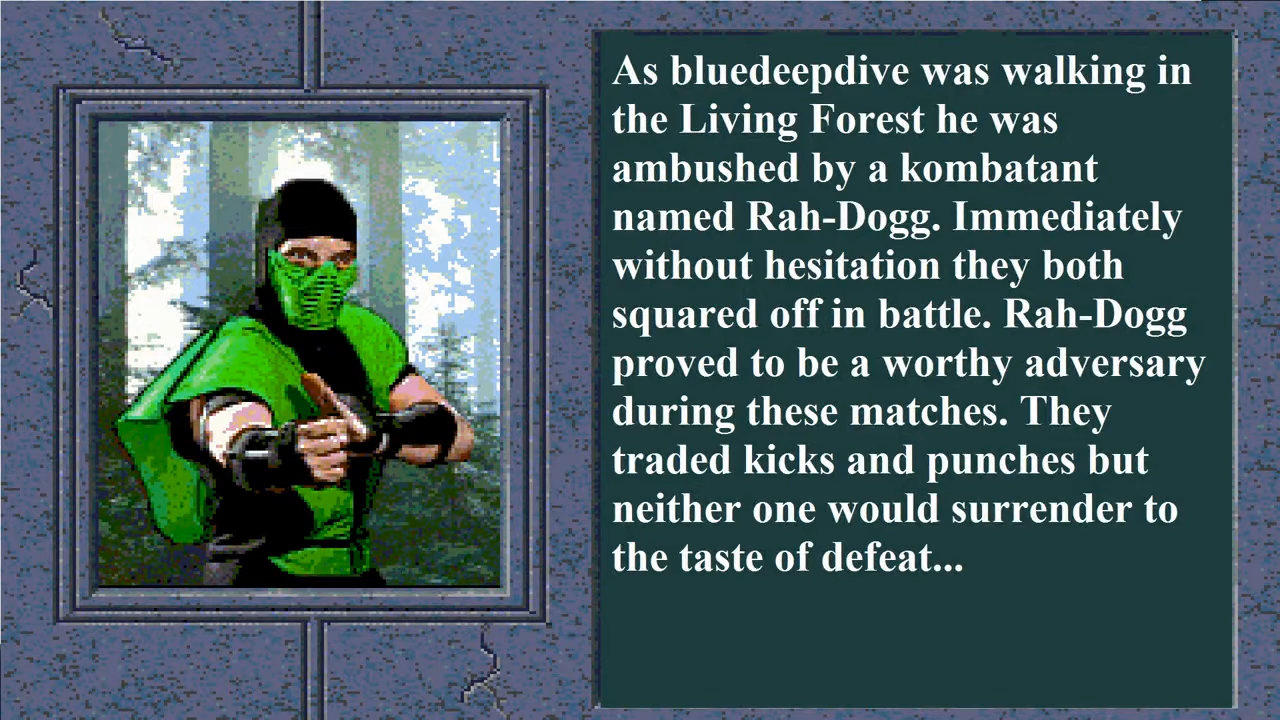 As bluedeepdive was walking in
the Living Forest he was
ambushed by a kombatant
named Rah-Dogg. Immediately
without hesitation they both
squared off in battle. Rah-Dogg
proved to be a worthy adversary
during these matches. They
traded kicks and punches but
neither one would surrender to
the taste of defeat...